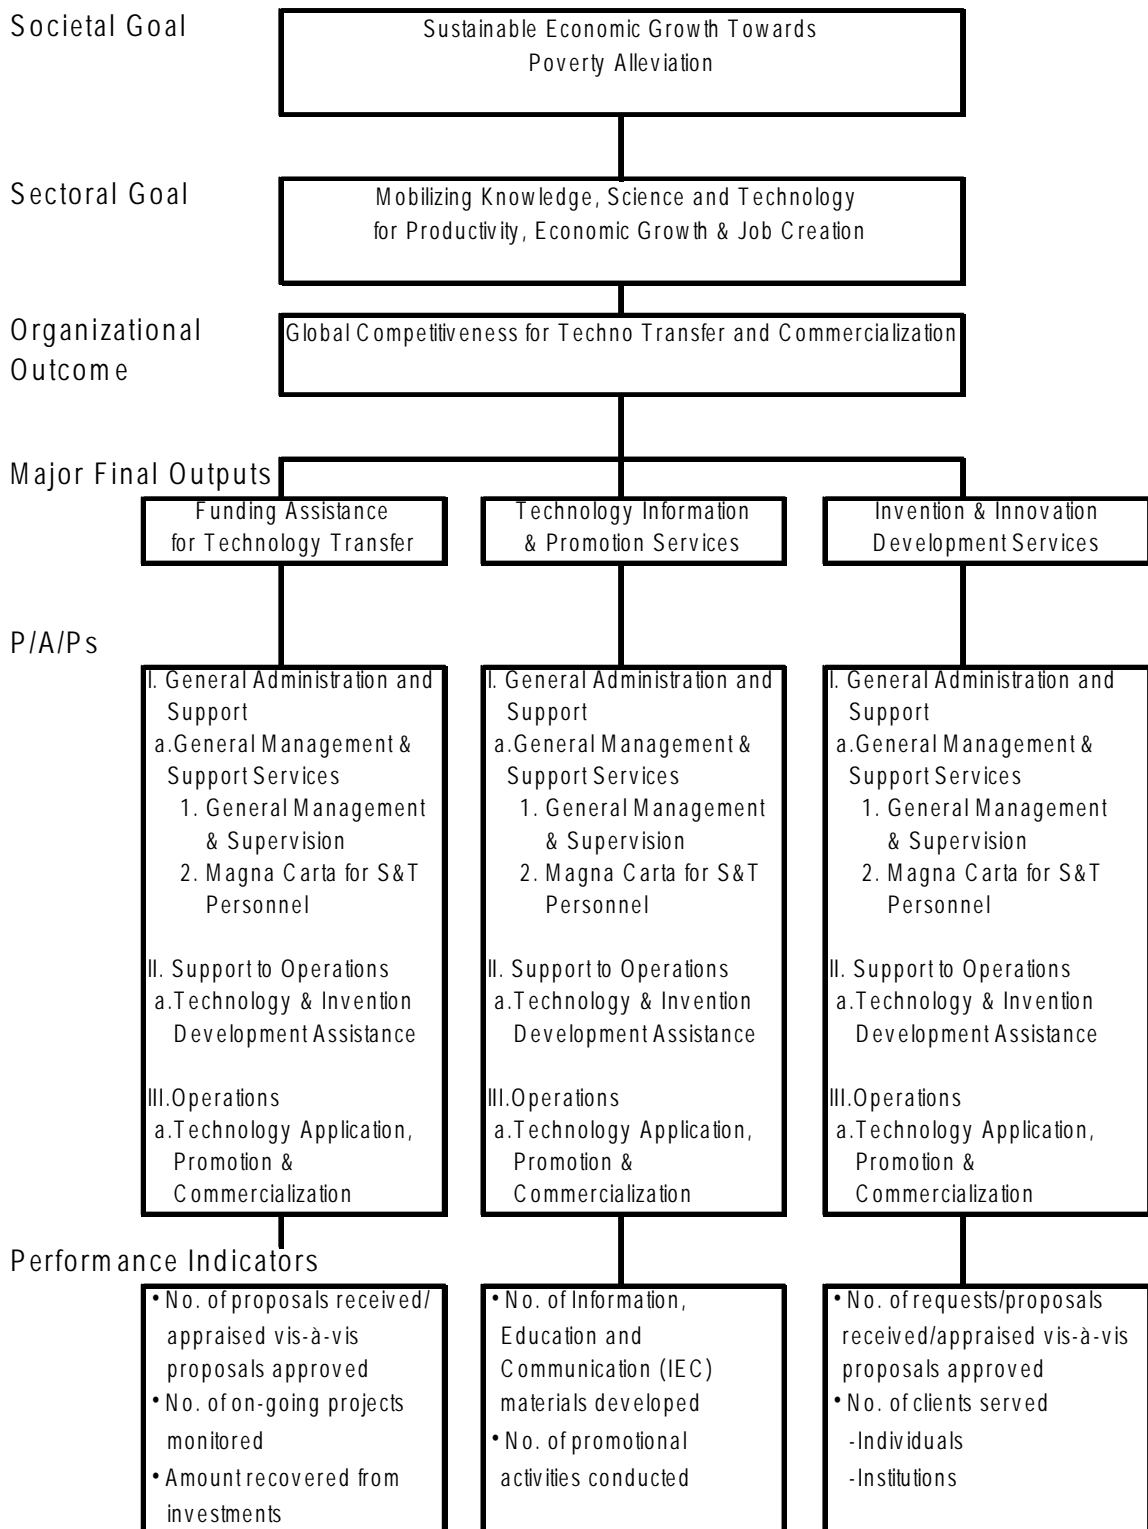 Societal Goal
Sustainable Economic Growth Towards
Poverty Alleviation
Sectoral Goal
Mobilizing Knowledge, Science and Technology
for Productivity, Economic Growth & Job Creation
Organizational
Outcome
Global Competitiveness for Techno Transfer and Commercialization
Major Final Outputs
Funding Assistance
for Technology Transfer
Technology Information
& Promotion Services
Invention & Innovation
Development Services
P/A/Ps
I. General Administration and
Support
a.General Management &
Support Services
1. General Management
& Supervision
2. Magna Carta for S&T
Personnel
II. Support to Operations
a.Technology & Invention
Development Assistance
III.Operations
a.Technology Application,
Promotion &
Commercialization
I. General Administration and
Support
a.General Management &
Support Services
1. General Management
& Supervision
2. Magna Carta for S&T
Personnel
II. Support to Operations
a.Technology & Invention
Development Assistance
III.Operations
a.Technology Application,
Promotion &
Commercialization
I. General Administration and
Support
a.General Management &
Support Services
1. General Management
& Supervision
2. Magna Carta for S&T
Personnel
II. Support to Operations
a.Technology & Invention
Development Assistance
III.Operations
a.Technology Application,
Promotion &
Commercialization
Performance Indicators
• No. of proposals received/
appraised vis-à-vis
proposals approved
• No. of on-going projects
monitored
• Amount recovered from
investments
• No. of Information,
Education and
Communication (IEC)
materials developed
• No. of promotional
activities conducted
• No. of requests/proposals
received/appraised vis-à-vis
proposals approved
• No. of clients served
-Individuals
-Institutions